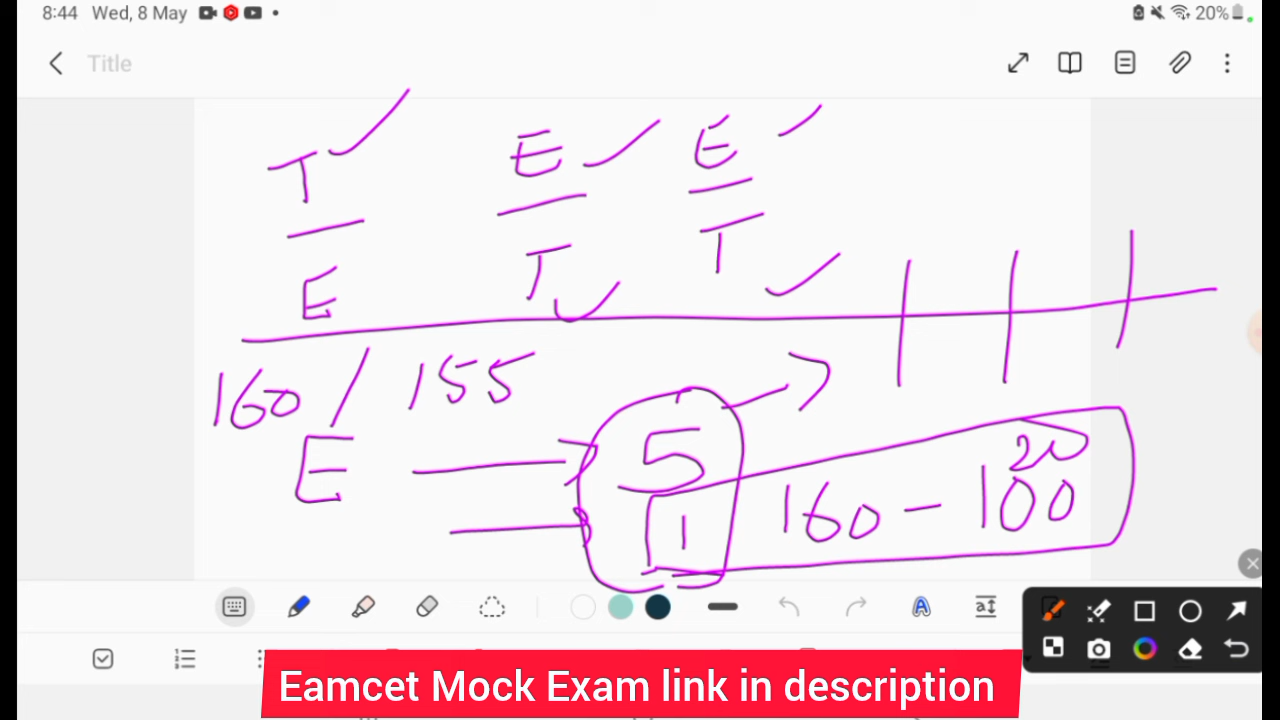 8:44 Wed, 8 May 20%
Title
T E E
E T T
160 / 155
E 5
1 160 - 100
20
A
Eamcet Mock Exam link in description